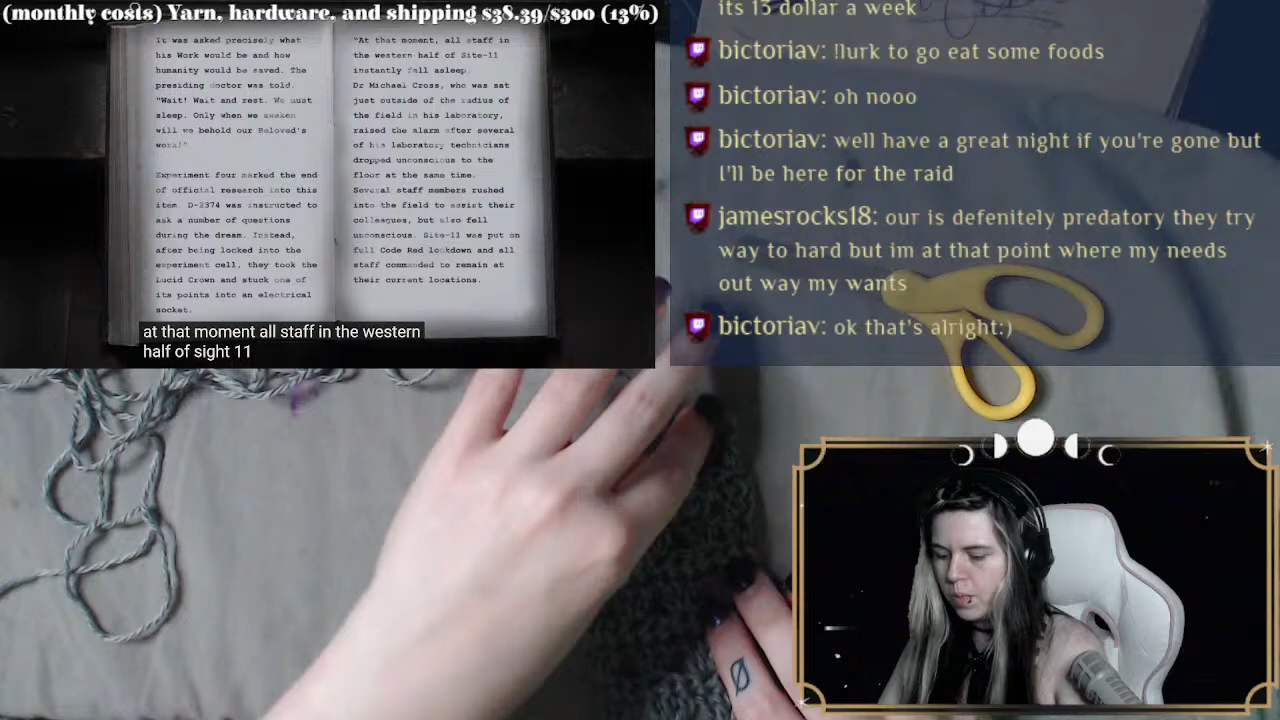 (monthly costs) Yarn, hardware, and shipping $38.39/$300 (13%)
It was asked precisely what
his Work would be and how
humanity would be saved. The
presiding doctor was told.
"Wait! Wait and rest. We must
sleep. Only when we awaken
will we behold our Beloved's
work!"
Experiment four marked the end
of official research into this
item. D-2374 was instructed to
ask a number of questions
during the dream. Instead,
after being locked into the
experiment cell, they took the
Lucid Crown and stuck one of
its points into an electrical
socket.
"At that moment, all staff in
the western half of Site-11
instantly fell asleep.
Dr Michael Cross, who was sat
just outside of the radius of
the field in his laboratory,
raised the alarm after several
of his laboratory technicians
dropped unconscious to the
floor at the same time.
Several staff members rushed
into the field to assist their
colleagues, but also fell
unconscious. Site-11 was put on
full Code Red lockdown and all
staff commanded to remain at
their current locations.
at that moment all staff in the western
half of sight 11
its 13 dollar a week
bictoriav: !lurk to go eat some foods
bictoriav: oh nooo
bictoriav: well have a great night if you're gone but
I'll be here for the raid
jamesrocks18: our is defenitely predatory they try
way to hard but im at that point where my needs
out way my wants
bictoriav: ok that's alright:)